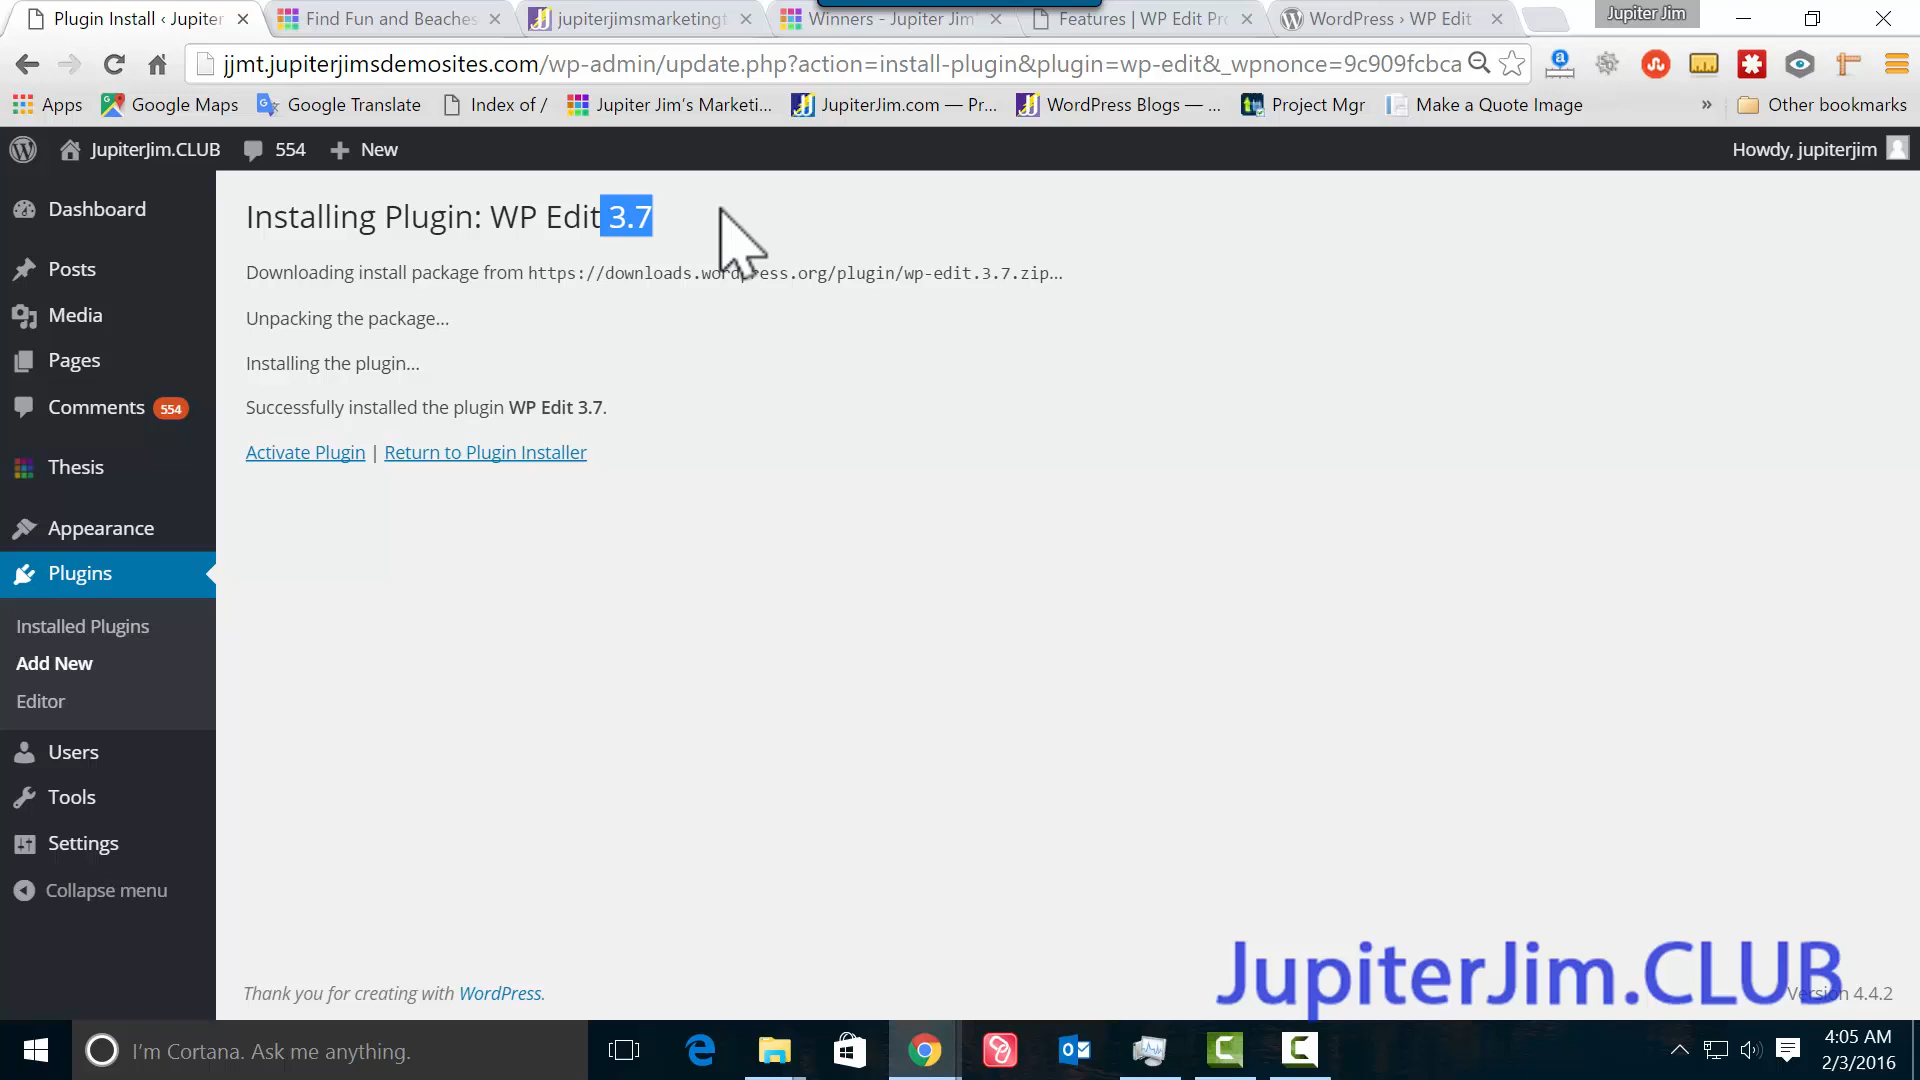 Plugin Install ‹ Jupiter
Find Fun and Beaches
jupiterjimsmarketing
Winners - Jupiter Jim
Features | WP Edit Pr
WordPress › WP Edit
Jupiter Jim
jjmt.jupiterjimsdemosites.com/wp-admin/update.php?action=install-plugin&plugin=wp-edit&_wpnonce=9c909fcbca
Apps
Google Maps
Google Translate
Index of /
Jupiter Jim's Marketi...
JupiterJim.com — Pr...
WordPress Blogs — ...
Project Mgr
Make a Quote Image
»
Other bookmarks
JupiterJim.CLUB
554
New
Howdy, jupiterjim
Dashboard
Posts
Media
Pages
Comments 554
Thesis
Appearance
Plugins
Installed Plugins
Add New
Editor
Users
Tools
Settings
Collapse menu
Installing Plugin: WP Edit 3.7
Downloading install package from https://downloads.wordpress.org/plugin/wp-edit.3.7.zip...
Unpacking the package...
Installing the plugin...
Successfully installed the plugin WP Edit 3.7.
Activate Plugin | Return to Plugin Installer
JupiterJim.CLUB
Thank you for creating with WordPress.
Version 4.4.2
I'm Cortana. Ask me anything.
4:05 AM
2/3/2016